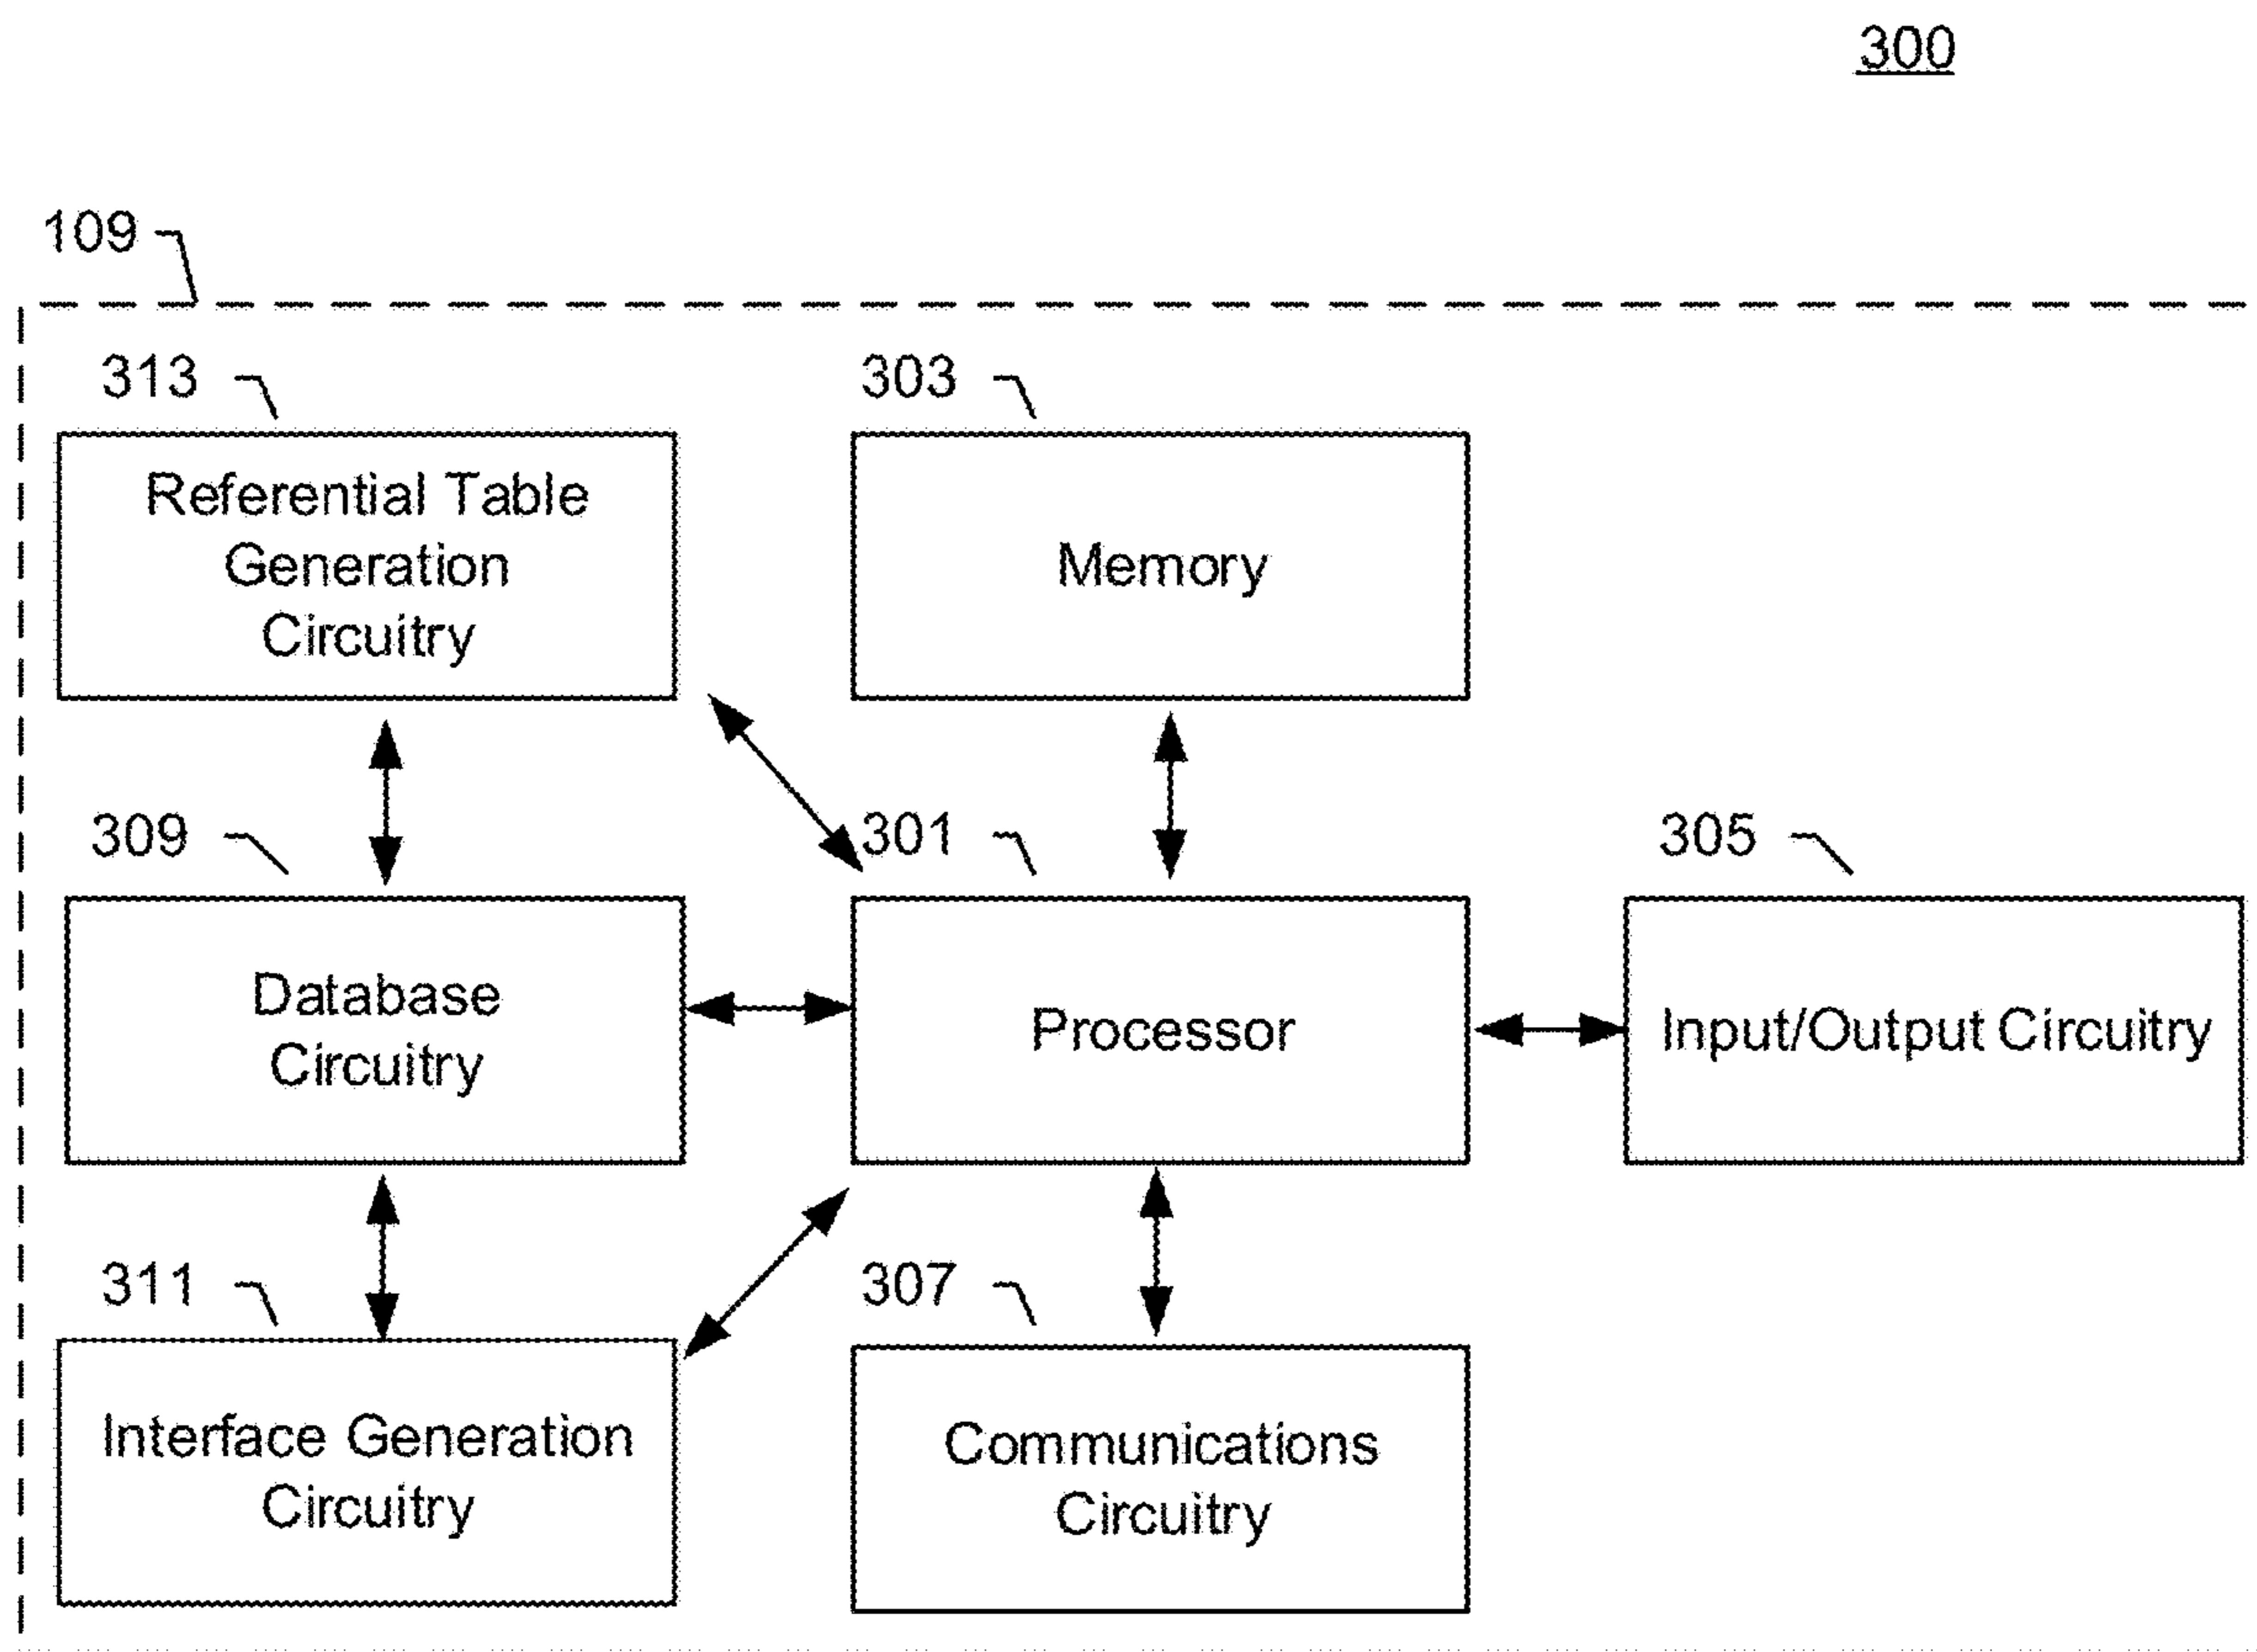 300
109
313
303
Referential Table
Generation
Circuitry
Memory
309
301
305
Database
Circuitry
Processor
Input/Output Circuitry
311
307
Interface Generation
Circuitry
Communications
Circuitry